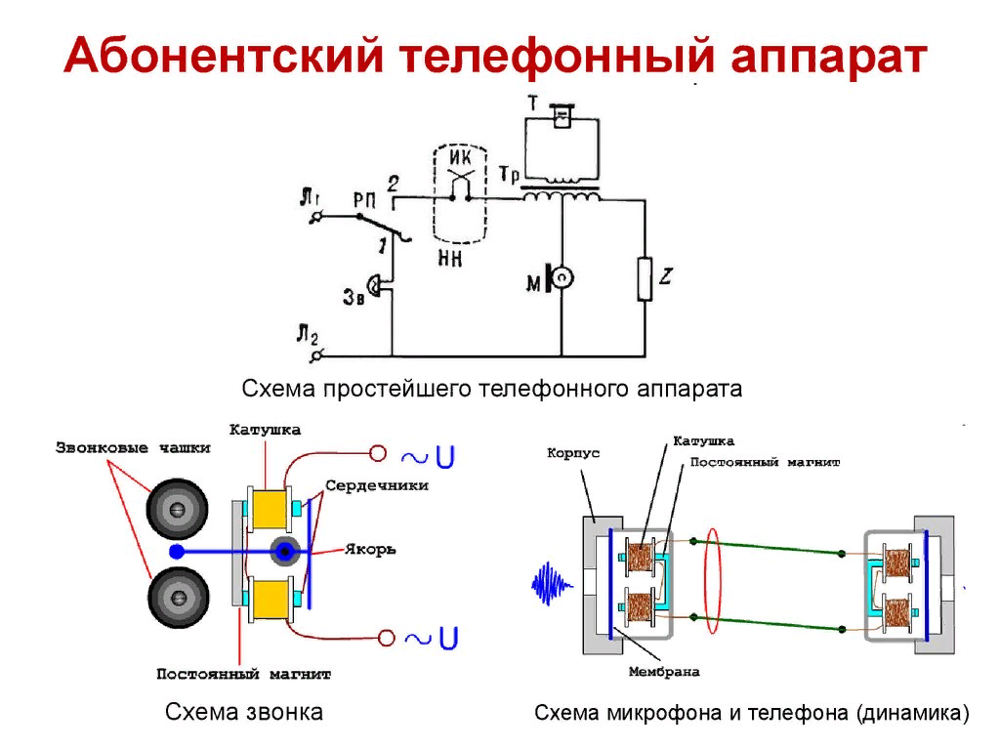 Абонентский телефонный аппарат
Т
ИК
Тр
2
Л1
РП
1
НН
Зв
М
Z
Л2
Схема простейшего телефонного аппарата
Катушка
Звонковые чашки
~U
Сердечники
Якорь
~U
Постоянный магнит
Схема звонка
Катушка
Корпус
Постоянный магнит
Мембрана
Схема микрофона и телефона (динамика)